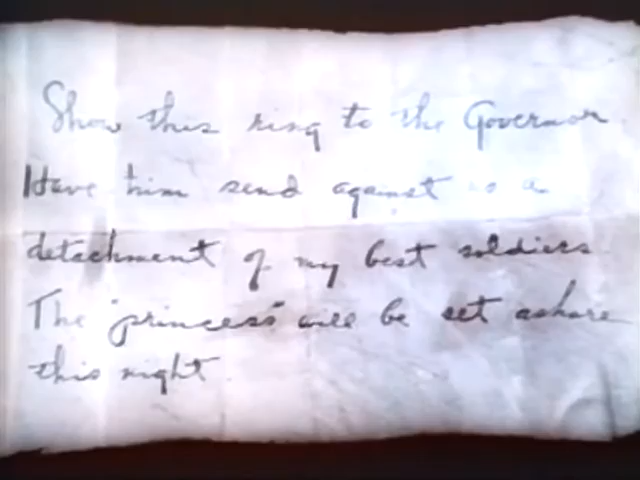 Show this ring to the Governor
Have him send against us a
detachment of my best soldiers
The "princess" will be set ashore
this night